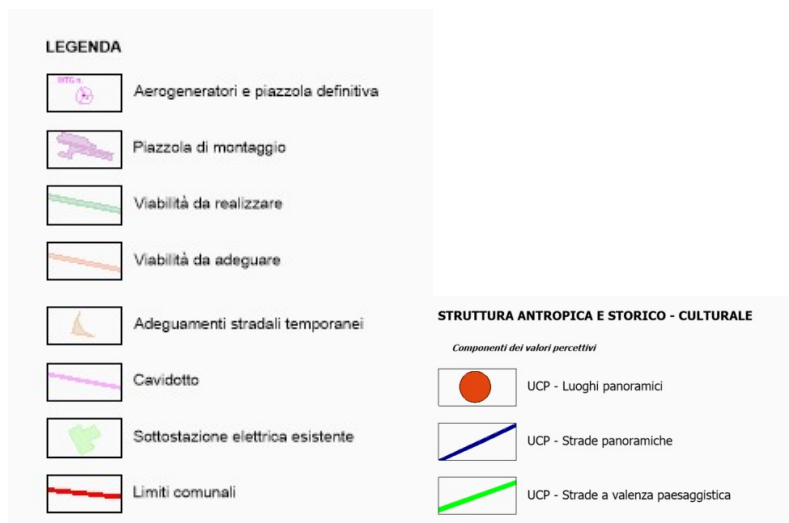 LEGENDA
WTG n.
Aerogeneratori e piazzola definitiva
Piazzola di montaggio
Viabilità da realizzare
Viabilità da adeguare
Adeguamenti stradali temporanei
Cavidotto
Sottostazione elettrica esistente
Limiti comunali
STRUTTURA ANTROPICA E STORICO - CULTURALE
Componenti dei valori percettivi
UCP - Luoghi panoramici
UCP - Strade panoramiche
UCP - Strade a valenza paesaggistica